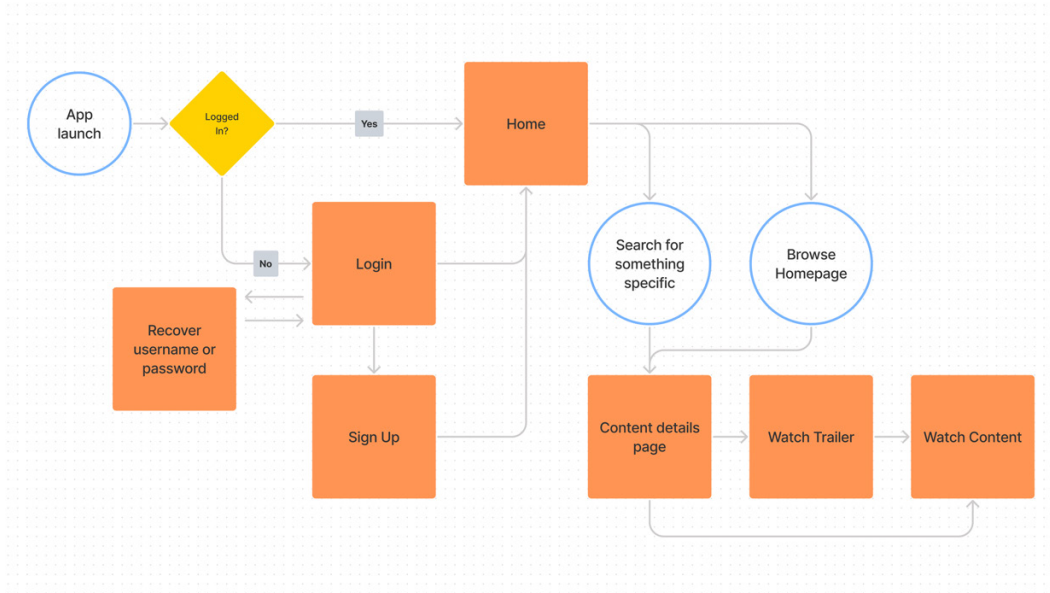 App
launch
Logged
In?
Yes
Home
No
Login
Search for
something
specific
Browse
Homepage
Recover
username or
password
Sign Up
Content details
page
Watch Trailer
Watch Content